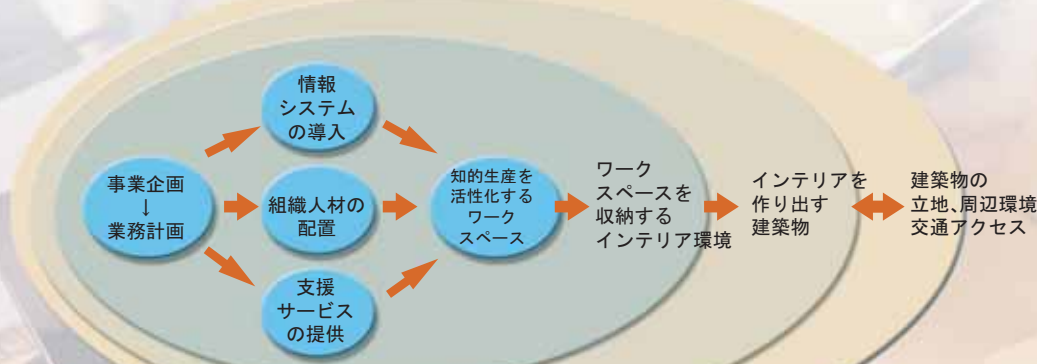 事業企画
↓
業務計画
情報
システム
の導入
組織人材の
配置
支援
サービス
の提供
知的生産を
活性化する
ワーク
スペース
ワーク
スペースを
収納する
インテリア環境
インテリアを
作り出す
建築物
建築物の
立地、周辺環境
交通アクセス